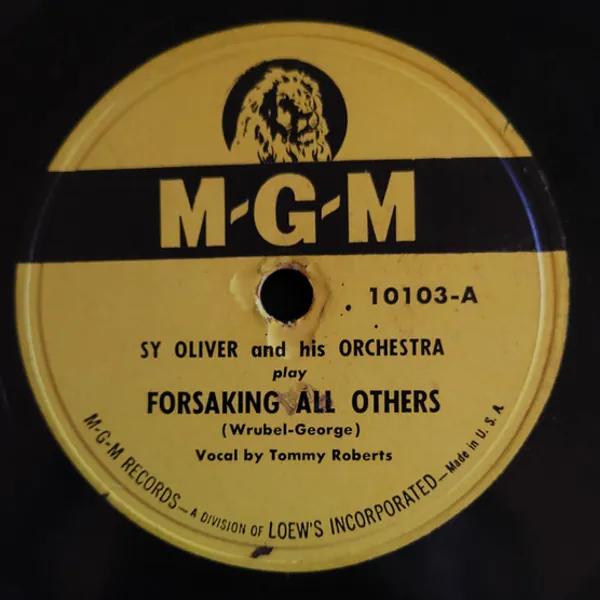 M-G-M
10103-A
SY OLIVER and his ORCHESTRA
play
FORSAKING ALL OTHERS
(Wrubel-George)
Vocal by Tommy Roberts
M-G-M RECORDS—A DIVISION OF LOEW'S INCORPORATED—Made in U. S. A